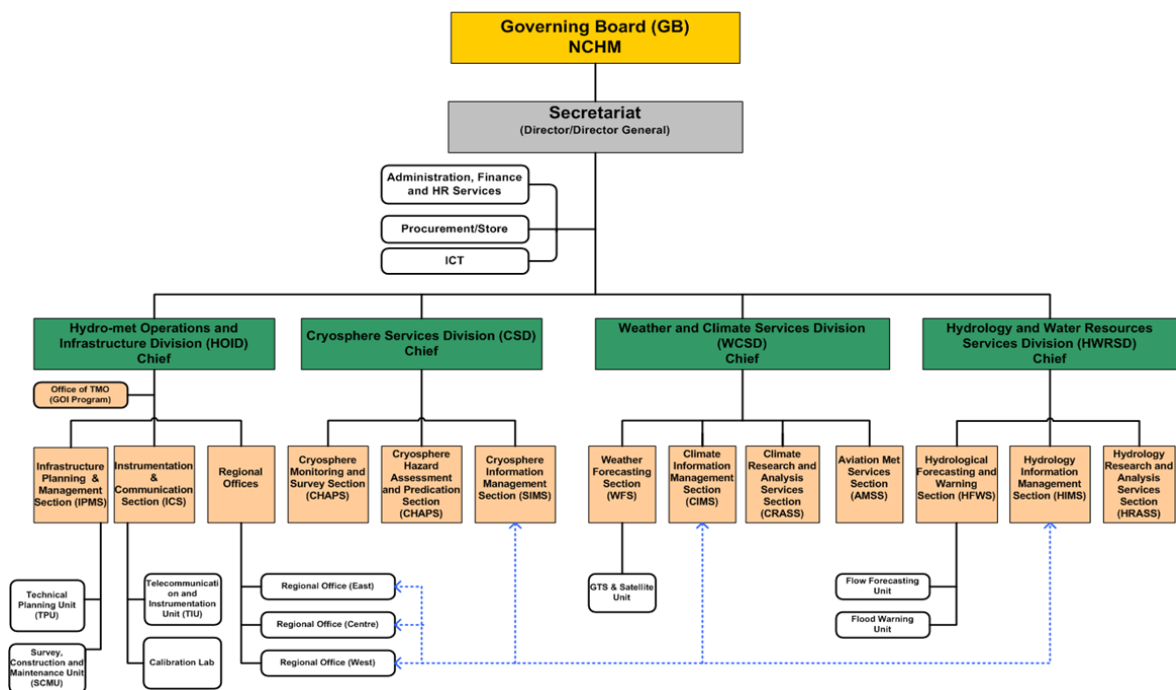 Governing Board (GB)
NCHM
Secretariat
(Director/Director General)
Administration, Finance
and HR Services
Procurement/Store
ICT
Hydro-met Operations and
Infrastructure Division (HOID)
Chief
Cryosphere Services Division (CSD)
Chief
Weather and Climate Services Division
(WCSD)
Chief
Hydrology and Water Resources
Services Division (HWRSD)
Chief
Office of TMO
(GOI Program)
Infrastructure
Planning &
Management
Section (IPMS)
Instrumentation
&
Communication
Section (ICS)
Regional
Offices
Cryosphere
Monitoring and
Survey Section
(CHAPS)
Cryosphere
Hazard
Assessment
and Predication
Section
(CHAPS)
Cryosphere
Information
Management
Section (SIMS)
Weather
Forecasting
Section
(WFS)
Climate
Information
Management
Section
(CIMS)
Climate
Research and
Analysis
Services
Section
(CRASS)
Aviation Met
Services
Section
(AMSS)
Hydrological
Forecasting and
Warning
Section (HFWS)
Hydrology
Information
Management
Section (HIMS)
Hydrology
Research and
Analysis
Services
Section
(HRASS)
Technical
Planning Unit
(TPU)
Survey,
Construction and
Maintenance Unit
(SCMU)
Telecommunicati
on and
Instrumentation
Unit (TIU)
Calibration Lab
Regional Office (East)
Regional Office (Centre)
Regional Office (West)
GTS & Satellite
Unit
Flow Forecasting
Unit
Flood Warning
Unit